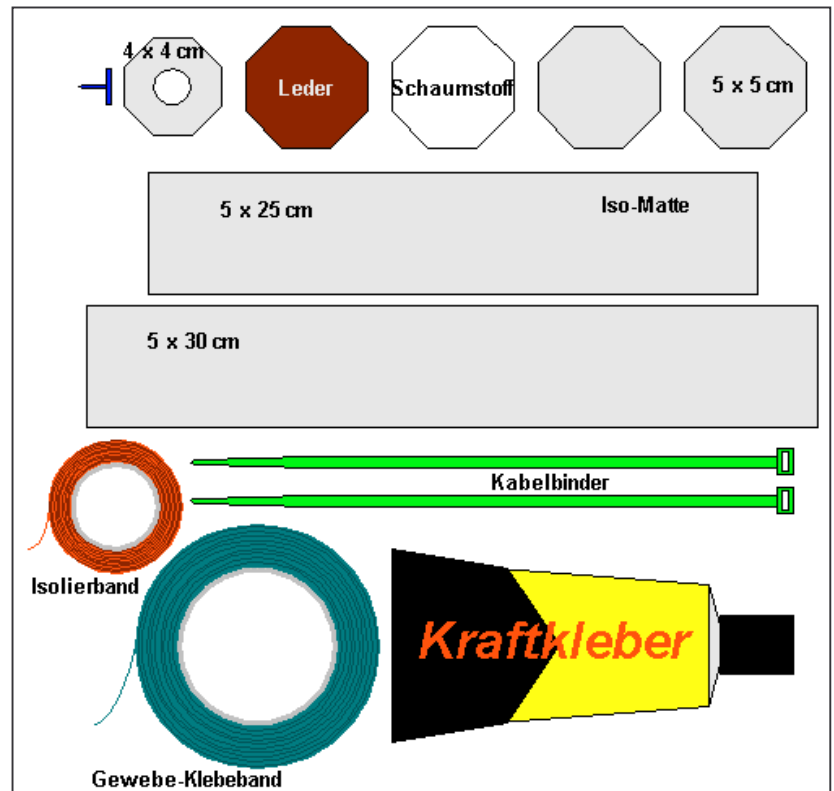 4 x 4 cm
Leder
Schaumstoff
5 x 5 cm
5 x 25 cm
Iso-Matte
5 x 30 cm
Kabelbinder
Isolierband
Kraftkleber
Gewebe-Klebeband